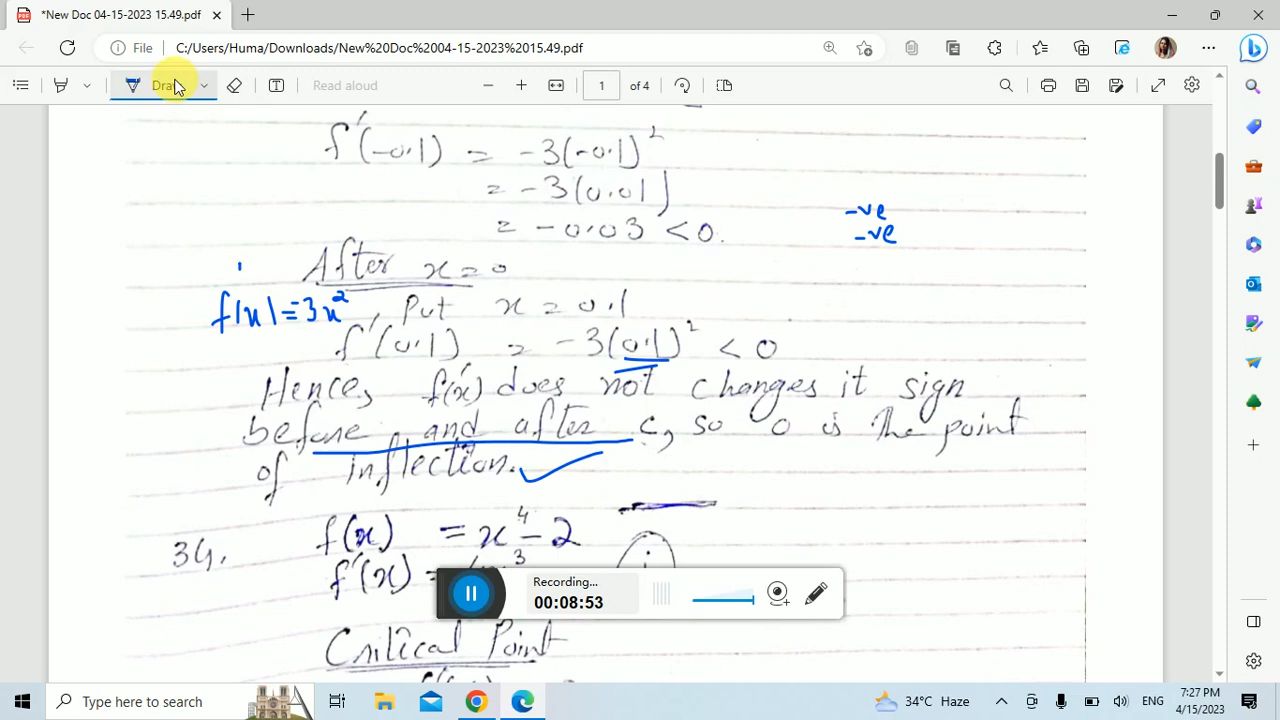 *New Doc 04-15-2023 15.49.pdf
File C:/Users/Huma/Downloads/New%20Doc%2004-15-2023%2015.49.pdf
Draw Read aloud 1 of 4
f'(-0.1) = -3(-0.1)²
= -3(0.01)
= -0.03 < 0.
-ve
-ve
After x = 0
f(x) = 3x²
, Put x = 0.1
f'(0.1) = -3(0.1)² < 0
Hence, f'(x) does not changes it sign
before and after c, so 0 is the point
of inflection.
34. f(x) = x⁴ - 2
f'(x) =
Recording...
00:08:53
Critical Point
Type here to search
34°C Haze ENG
7:27 PM
4/15/2023